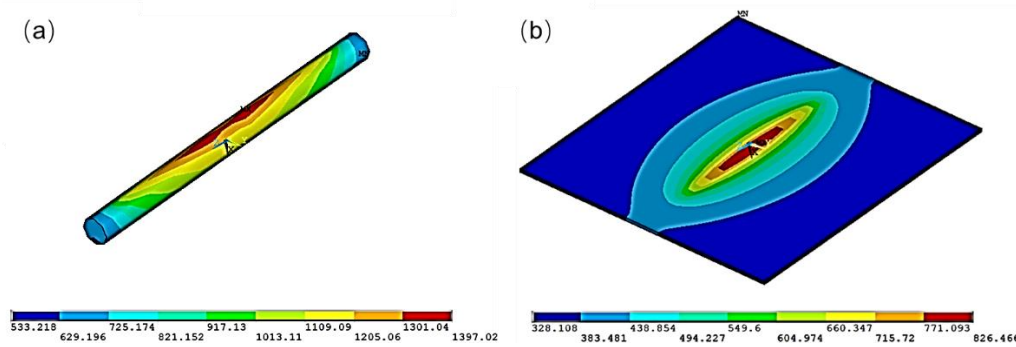 (a)
(b)
MN
533.218 725.174 917.13 1109.09 1301.04
629.196 821.152 1013.11 1205.06 1397.02
328.108 438.854 549.6 660.347 771.093
383.481 494.227 604.974 715.72 826.466